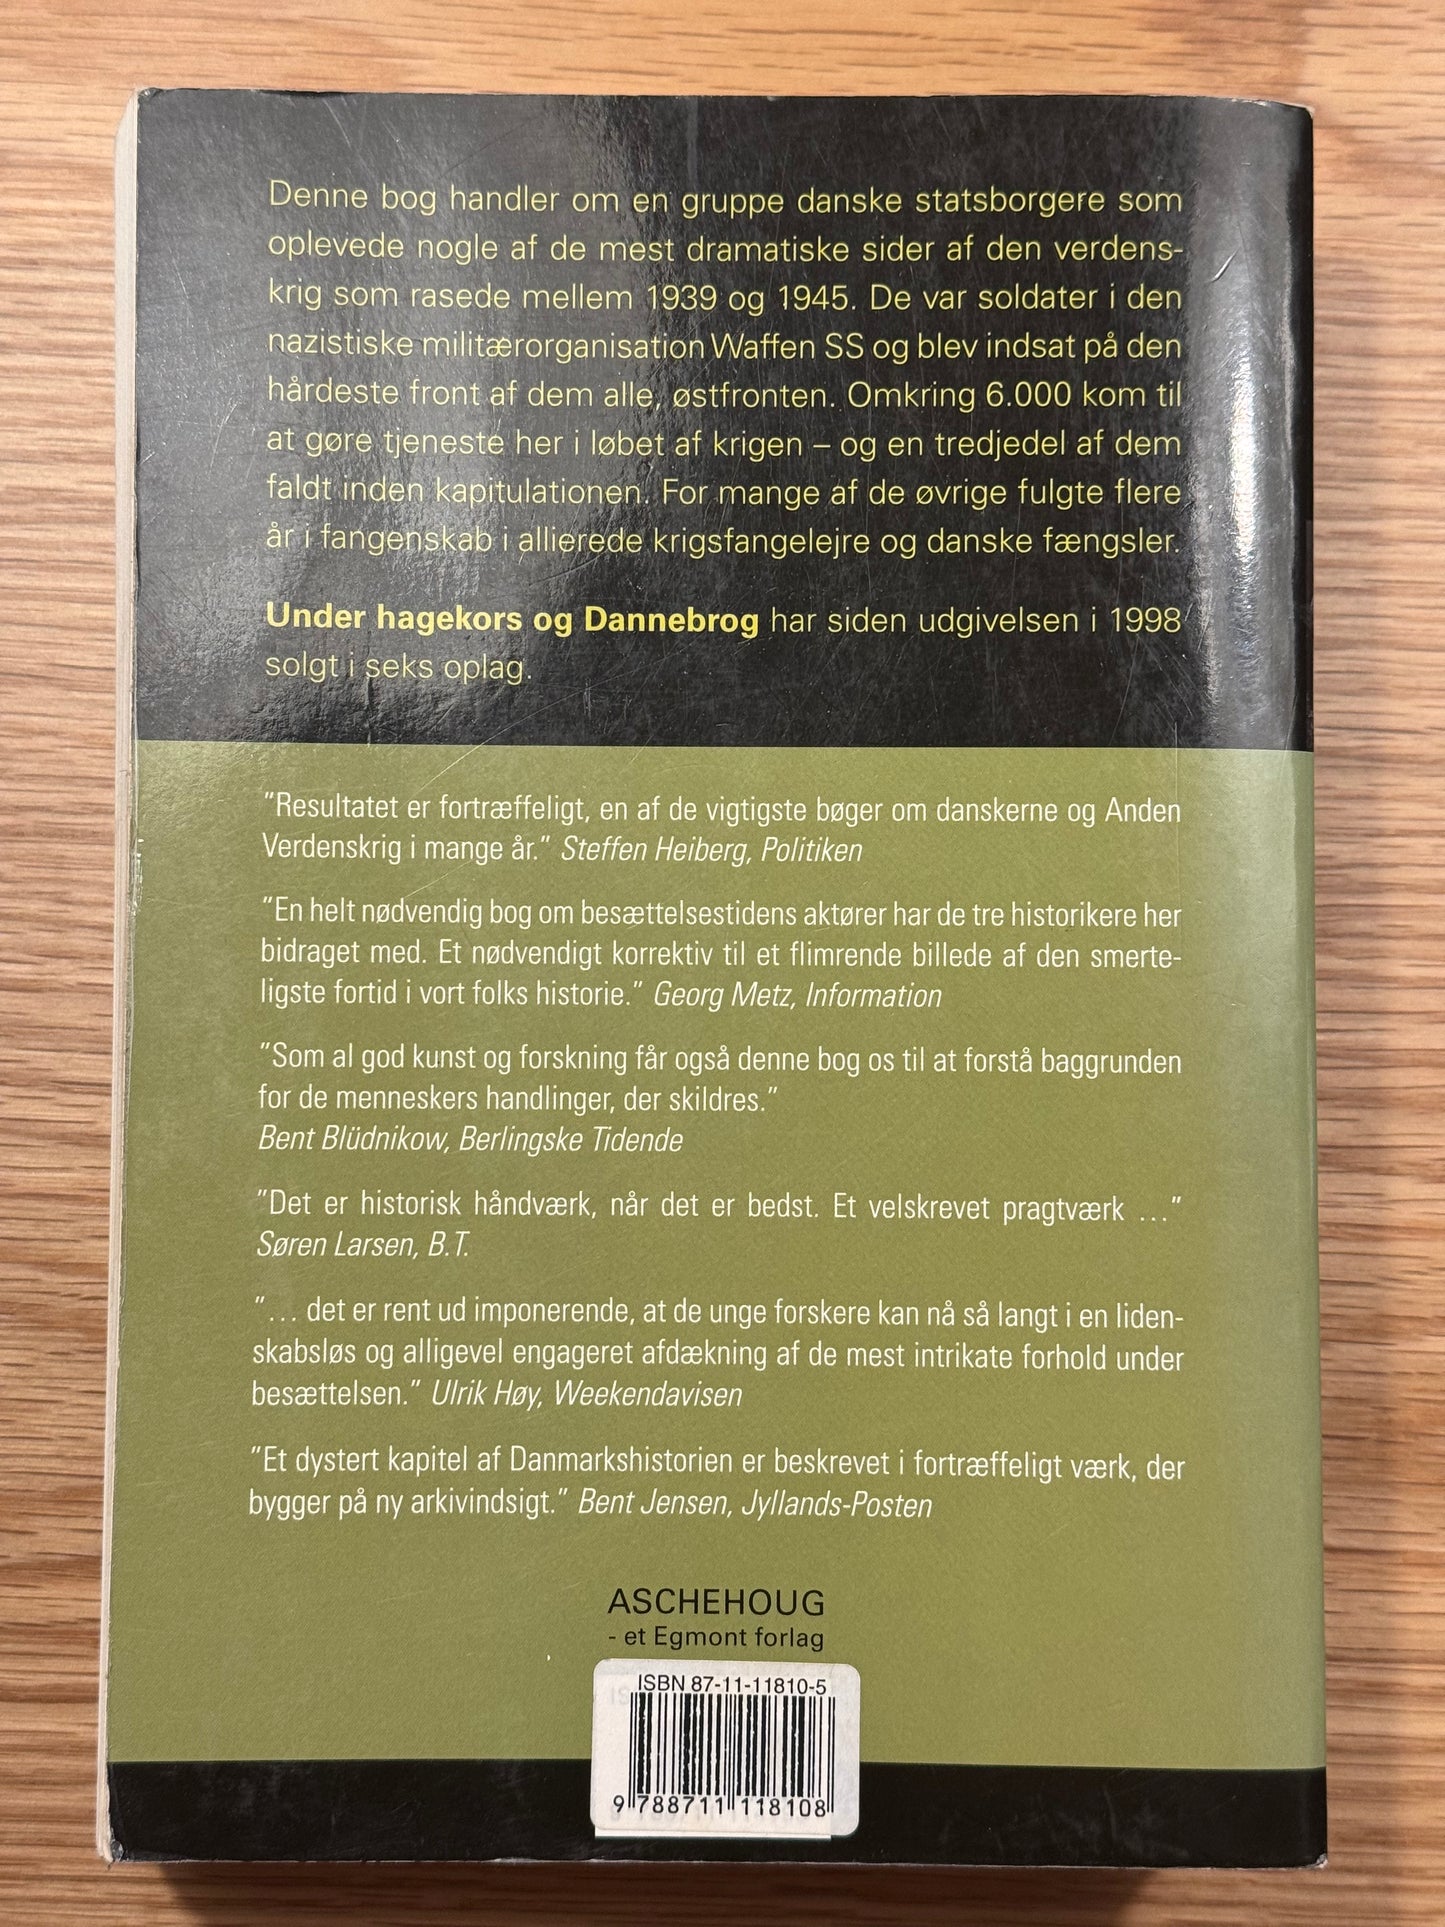 Denne bog handler om en gruppe danske statsborgere som
oplevede nogle af de mest dramatiske sider af den verdens-
krig som rasede mellem 1939 og 1945. De var soldater i den
nazistiske militærorganisation Waffen SS og blev indsat på den
hårdeste front af dem alle, østfronten. Omkring 6.000 kom til
at gøre tjeneste her i løbet af krigen – og en tredjedel af dem
faldt inden kapitulationen. For mange af de øvrige fulgte flere
år i fangenskab i allierede krigsfangelejre og danske fængsler.
Under hagekors og Dannebrog har siden udgivelsen i 1998
solgt i seks oplag.
"Resultatet er fortræffeligt, en af de vigtigste bøger om danskerne og Anden
Verdenskrig i mange år." Steffen Heiberg, Politiken
"En helt nødvendig bog om besættelsestidens aktører har de tre historikere her
bidraget med. Et nødvendigt korrektiv til et flimrende billede af den smerte-
ligste fortid i vort folks historie." Georg Metz, Information
"Som al god kunst og forskning får også denne bog os til at forstå baggrunden
for de menneskers handlinger, der skildres."
Bent Blüdnikow, Berlingske Tidende
"Det er historisk håndværk, når det er bedst. Et velskrevet pragtværk ..."
Søren Larsen, B.T.
"... det er rent ud imponerende, at de unge forskere kan nå så langt i en liden-
skabsløs og alligevel engageret afdækning af de mest intrikate forhold under
besættelsen." Ulrik Høy, Weekendavisen
"Et dystert kapitel af Danmarkshistorien er beskrevet i fortræffeligt værk, der
bygger på ny arkivindsigt." Bent Jensen, Jyllands-Posten
ASCHEHOUG
- et Egmont forlag
ISBN 87-11-11810-5
9 788711 118108